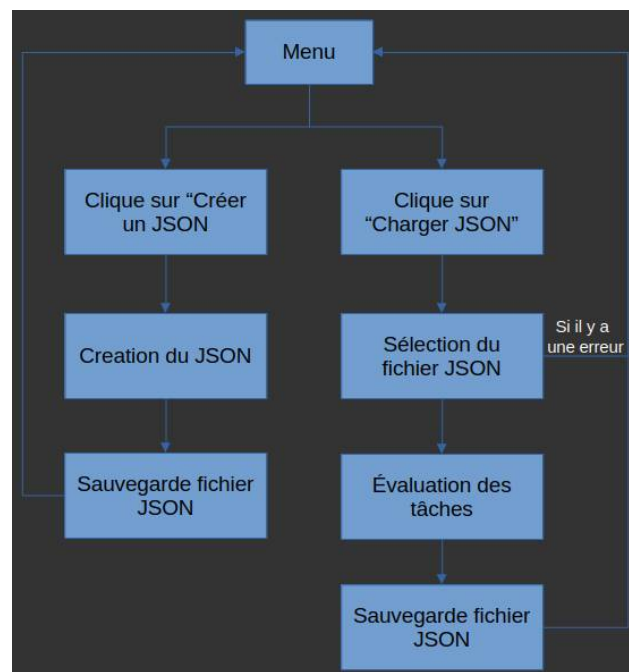 Menu
Clique sur “Créer
un JSON
Clique sur
“Charger JSON”
Creation du JSON
Sélection du
fichier JSON
Si il y a
une erreur
Sauvegarde fichier
JSON
Évaluation des
tâches
Sauvegarde fichier
JSON